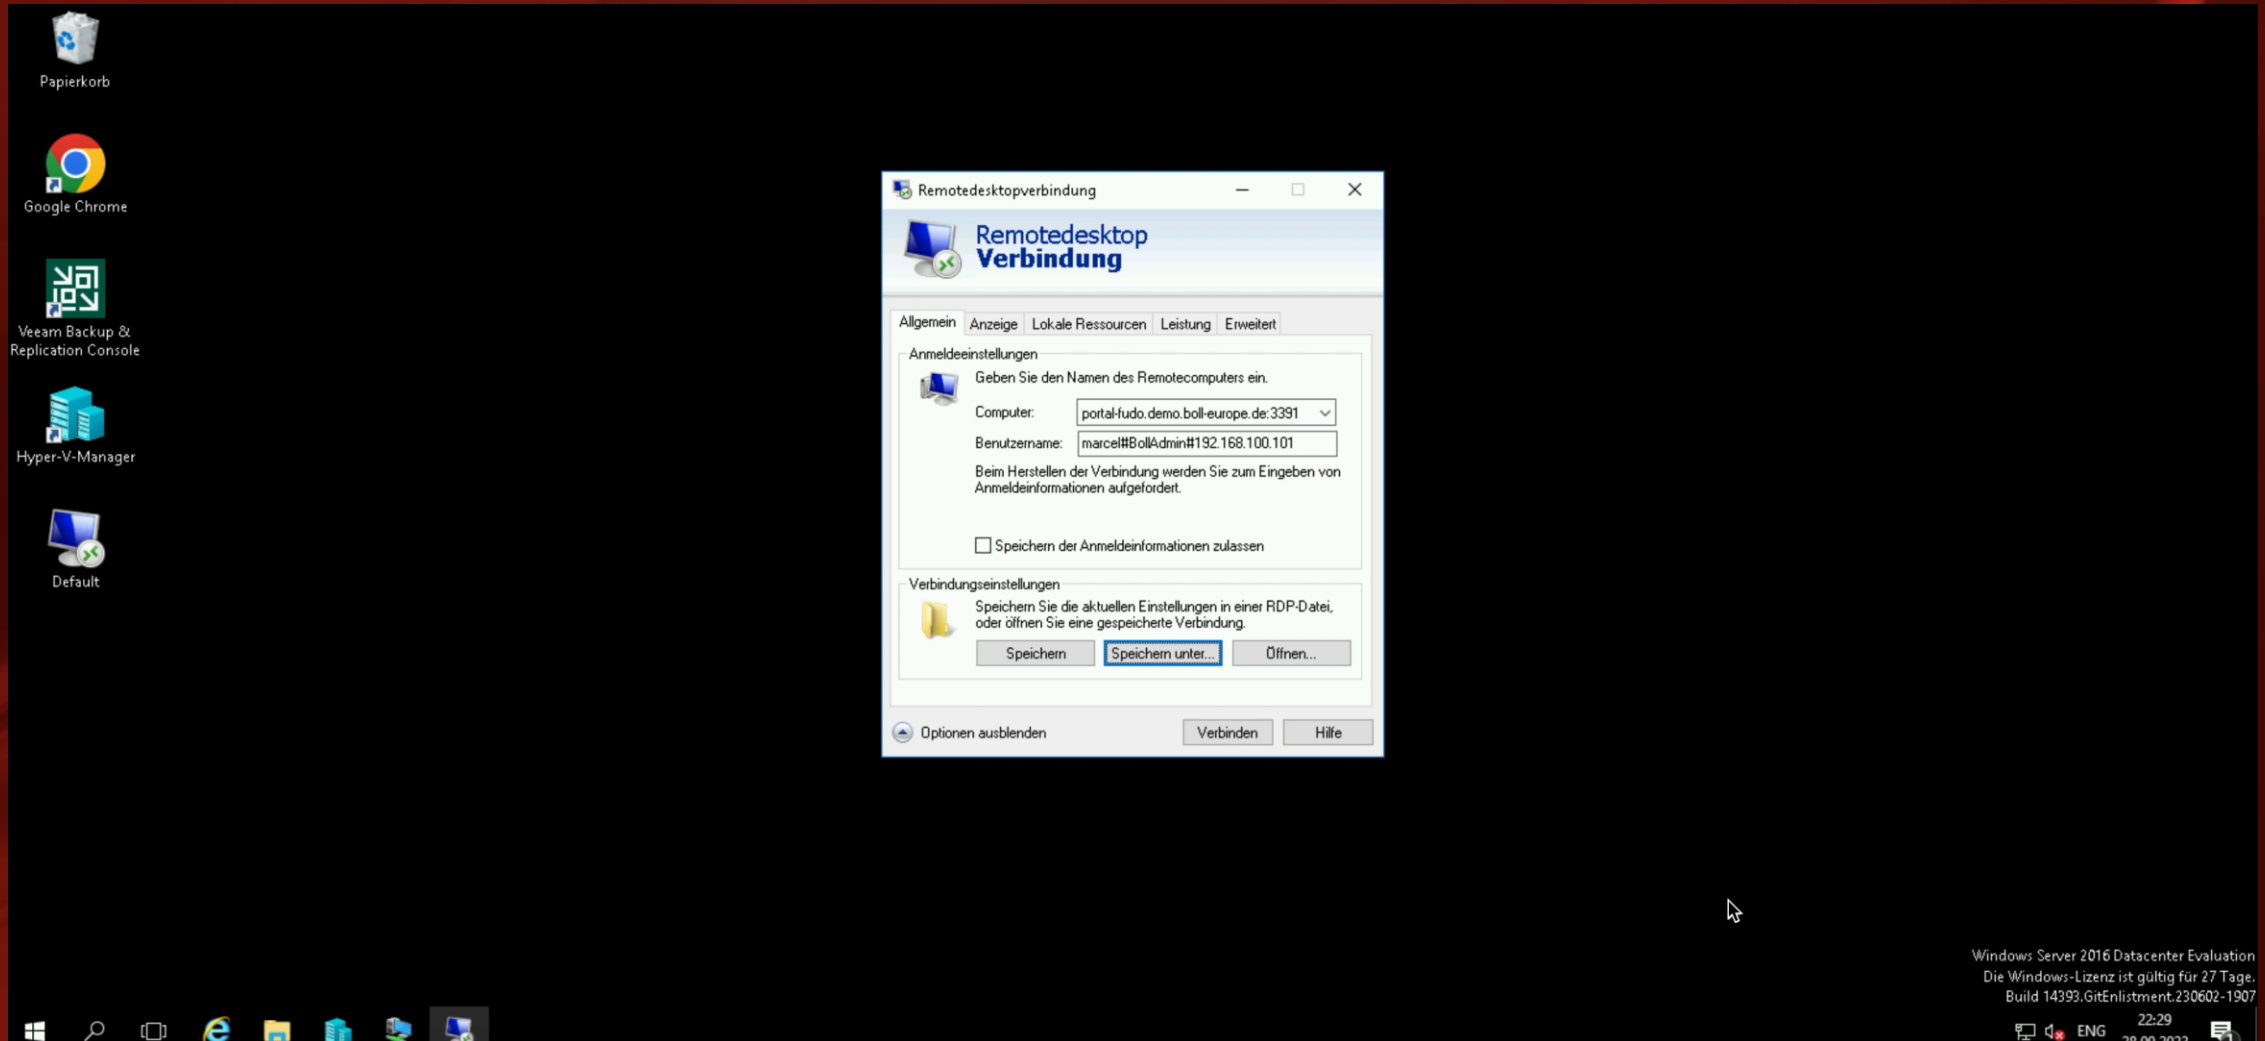 Papierkorb
Google Chrome
Veeam Backup &
Replication Console
Hyper-V-Manager
Default
Remotedesktopverbindung
Remotedesktop
Verbindung
Allgemein Anzeige Lokale Ressourcen Leistung Erweitert
Anmeldeeinstellungen
Geben Sie den Namen des Remotecomputers ein.
Computer: portal-fudo.demo.boll-europe.de:3391
Benutzername: marcel#BollAdmin#192.168.100.101
Beim Herstellen der Verbindung werden Sie zum Eingeben von
Anmeldeinformationen aufgefordert.
Speichern der Anmeldeinformationen zulassen
Verbindungseinstellungen
Speichern Sie die aktuellen Einstellungen in einer RDP-Datei,
oder öffnen Sie eine gespeicherte Verbindung.
Speichern Speichern unter... Öffnen...
Optionen ausblenden Verbinden Hilfe
Windows Server 2016 Datacenter Evaluation
Die Windows-Lizenz ist gültig für 27 Tage.
Build 14393.GitEnlistment.230602-1907
22:29
ENG